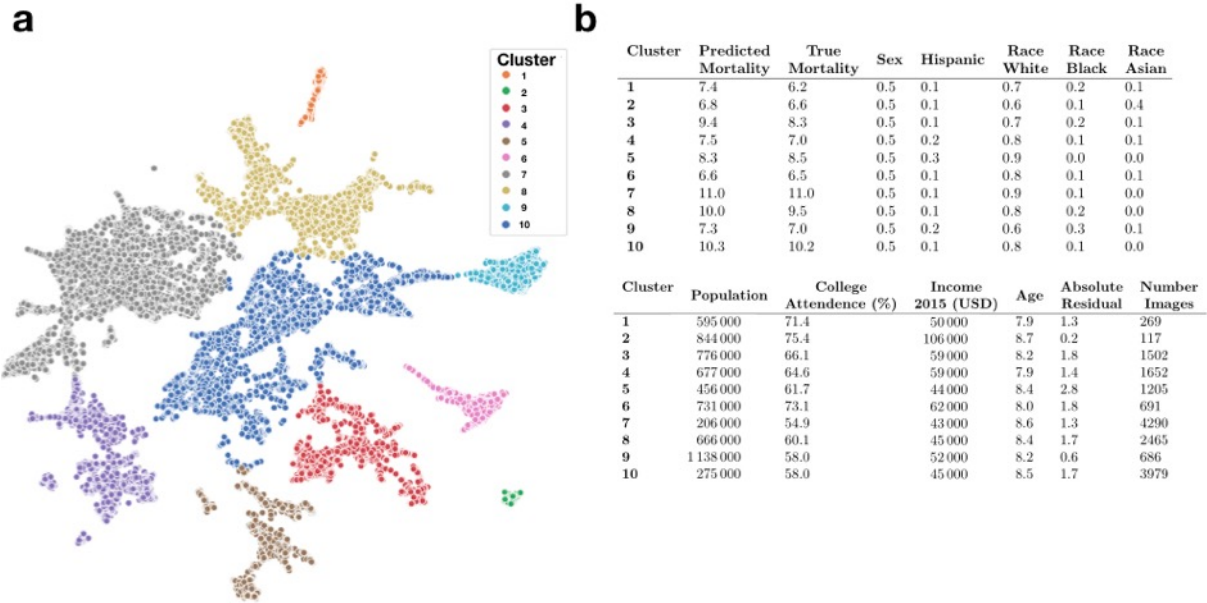 a
Cluster
1
2
3
4
5
6
7
8
9
10
b
Cluster Predicted Mortality True Mortality Sex Hispanic Race White Race Black Race Asian
1 7.4 6.2 0.5 0.1 0.7 0.2 0.1
2 6.8 6.6 0.5 0.1 0.6 0.1 0.4
3 9.4 8.3 0.5 0.1 0.7 0.2 0.1
4 7.5 7.0 0.5 0.2 0.8 0.1 0.1
5 8.3 8.5 0.5 0.3 0.9 0.0 0.0
6 6.6 6.5 0.5 0.1 0.8 0.1 0.1
7 11.0 11.0 0.5 0.1 0.9 0.1 0.0
8 10.0 9.5 0.5 0.1 0.8 0.2 0.0
9 7.3 7.0 0.5 0.2 0.6 0.3 0.1
10 10.3 10.2 0.5 0.1 0.8 0.1 0.0
Cluster Population College Attendence (%) Income 2015 (USD) Age Absolute Residual Number Images
1 595 000 71.4 50 000 7.9 1.3 269
2 844 000 75.4 106 000 8.7 0.2 117
3 776 000 66.1 59 000 8.2 1.8 1502
4 677 000 64.6 59 000 7.9 1.4 1652
5 456 000 61.7 44 000 8.4 2.8 1205
6 731 000 73.1 62 000 8.0 1.8 691
7 206 000 54.9 43 000 8.6 1.3 4290
8 666 000 60.1 45 000 8.4 1.7 2465
9 1 138 000 58.0 52 000 8.2 0.6 686
10 275 000 58.0 45 000 8.5 1.7 3979